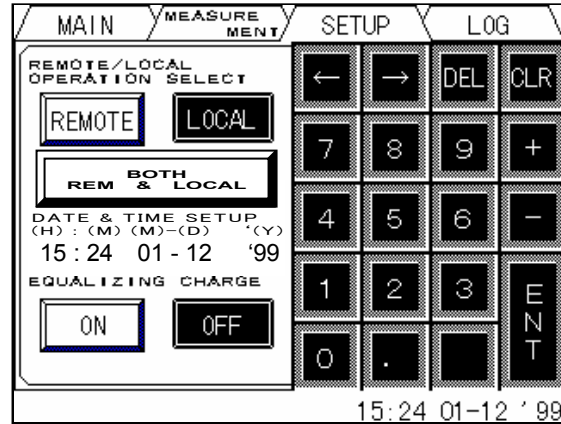 MAIN MEASUREMENT SETUP LOG
REMOTE/LOCAL
OPERATION SELECT
REMOTE LOCAL
BOTH
REM & LOCAL
DATE & TIME SETUP
(H) : (M) (M)-(D) '(Y)
15 : 24 01 - 12 ‘99
EQUALIZING CHARGE
ON OFF
← → DEL CLR
7 8 9 +
4 5 6 -
1 2 3 ENT
0 .
15:24 01-12 '99